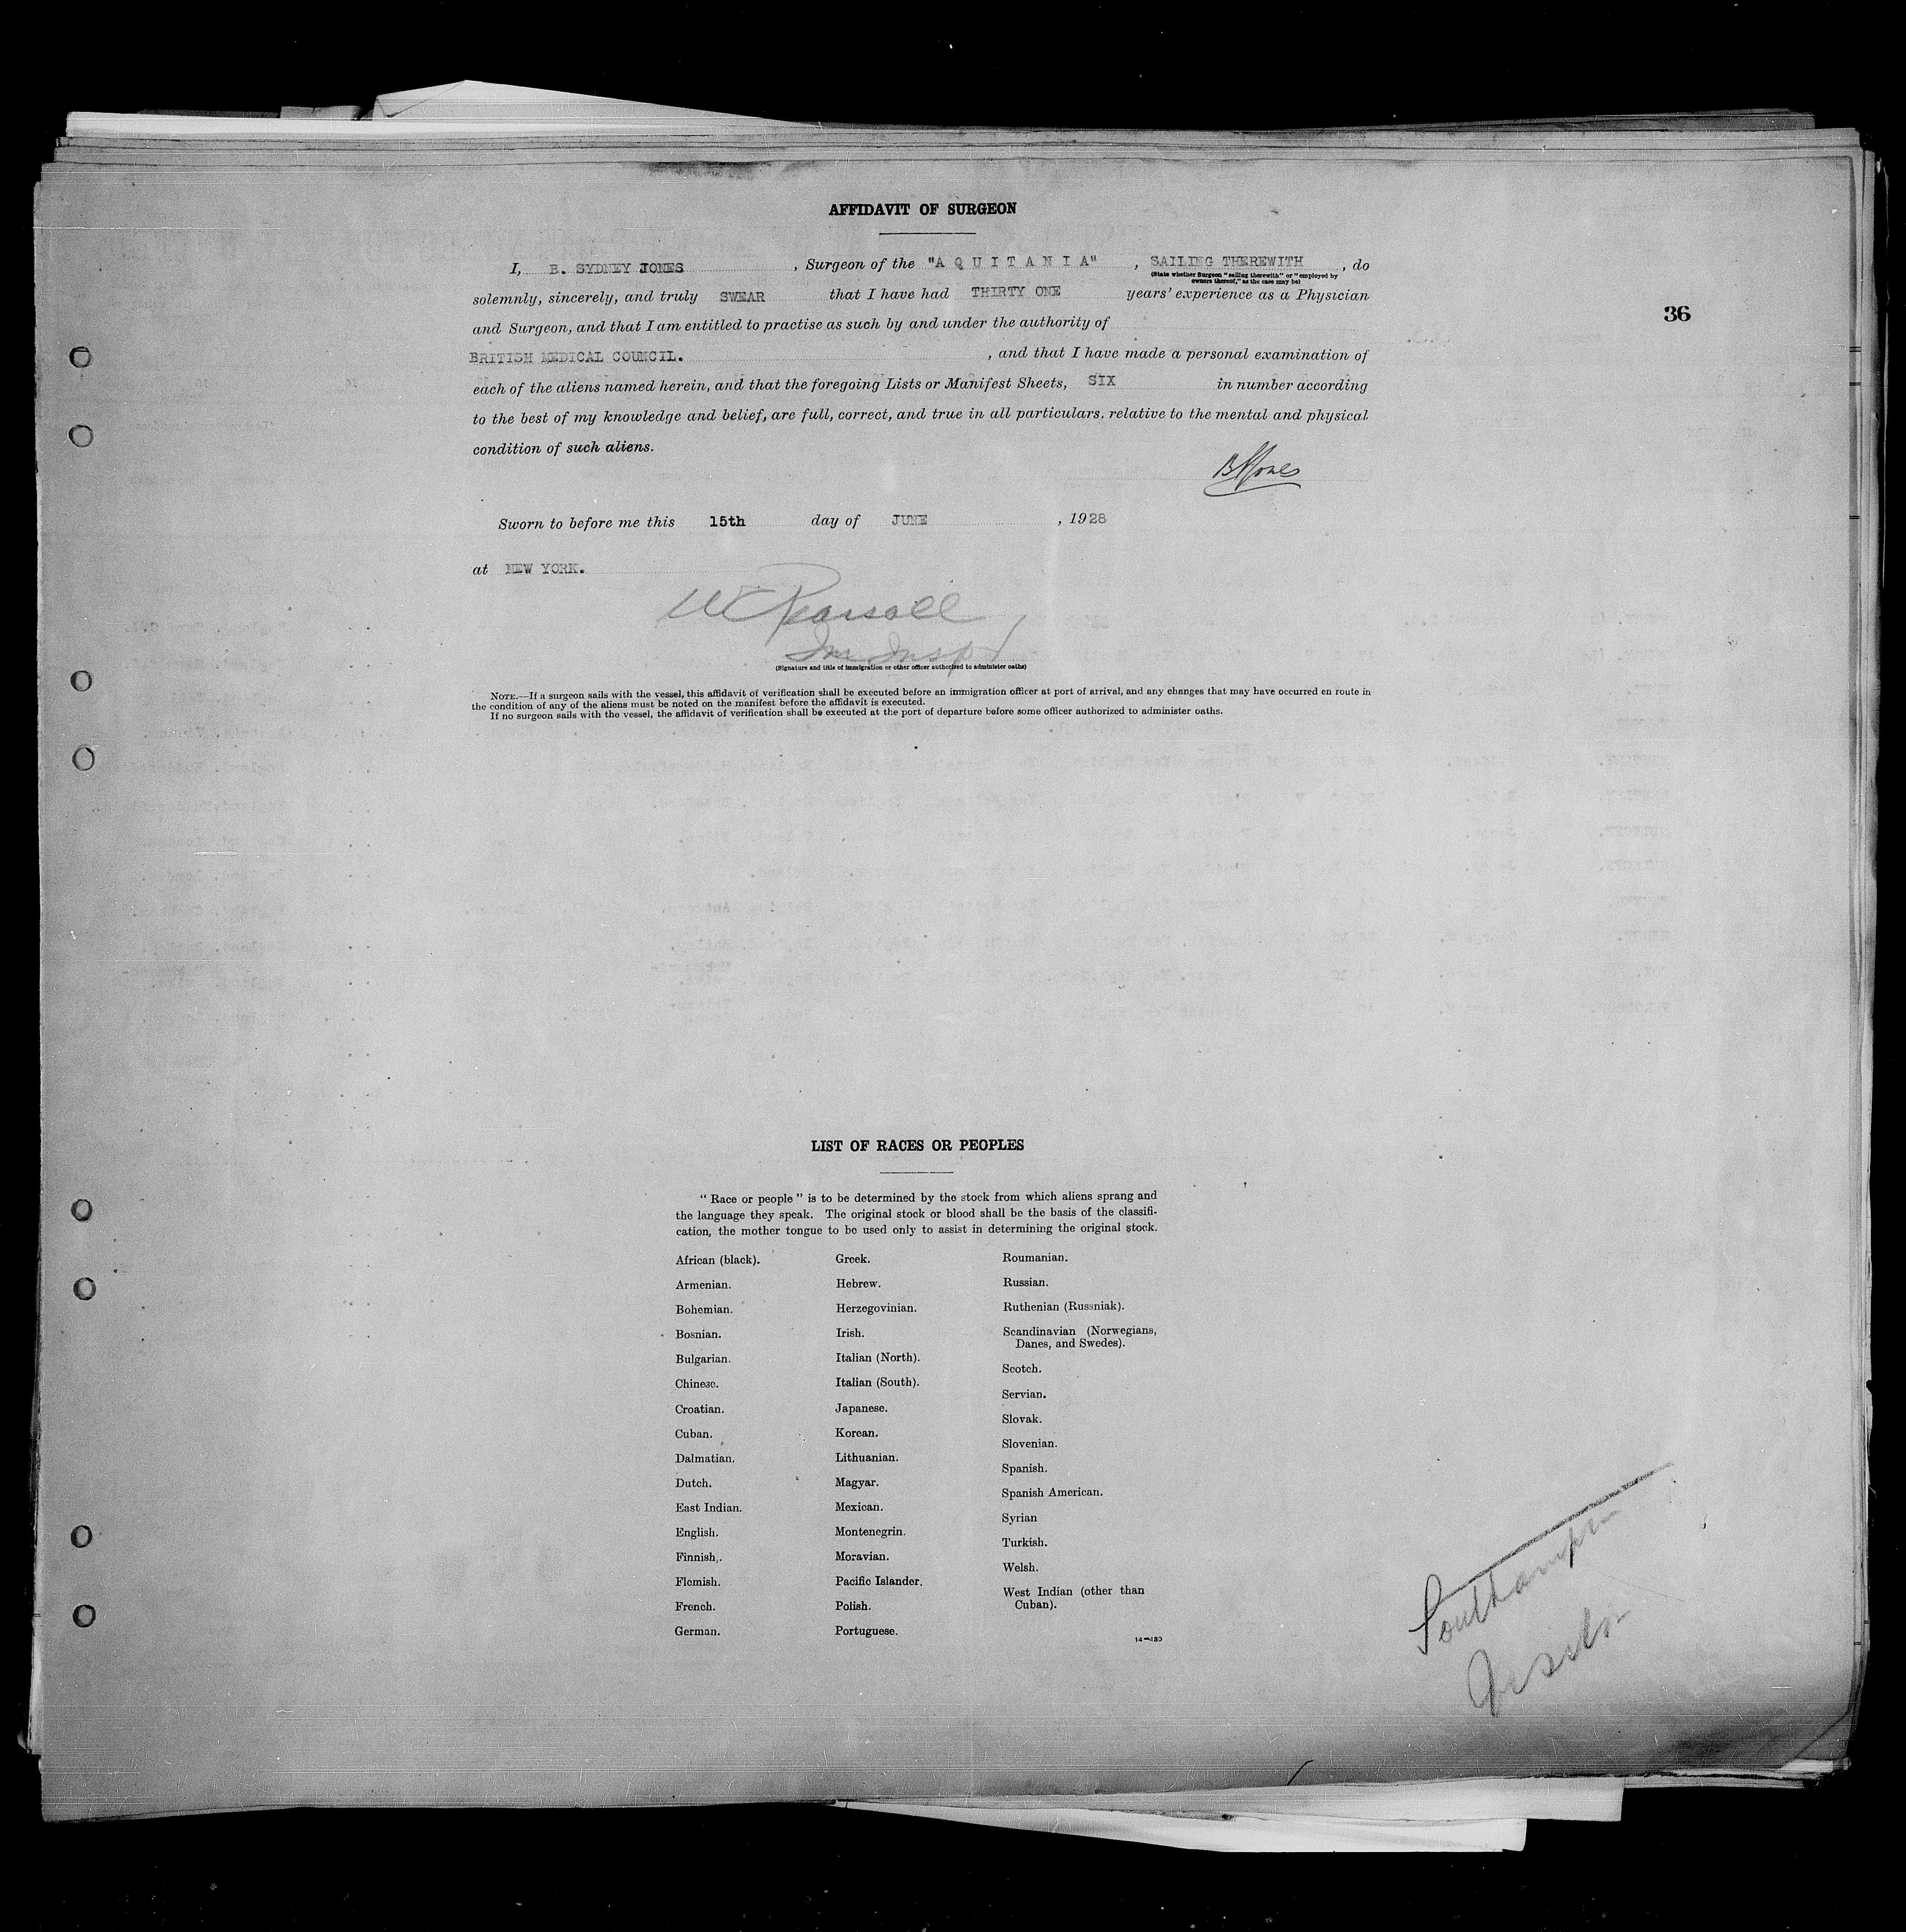 AFFIDAVIT OF SURGEON
I, B. SYDNEY JONES , Surgeon of the "A Q U I T A N I A" , SAILING THEREWITH , do
(State whether Surgeon "sailing therewith" or "employed by
owners thereof," as the case may be)
solemnly, sincerely, and truly SWEAR that I have had THIRTY ONE years' experience as a Physician
36
and Surgeon, and that I am entitled to practise as such by and under the authority of
BRITISH MEDICAL COUNCIL. , and that I have made a personal examination of
each of the aliens named herein, and that the foregoing Lists or Manifest Sheets, SIX in number according
to the best of my knowledge and belief, are full, correct, and true in all particulars, relative to the mental and physical
condition of such aliens.
BSJones
Sworn to before me this 15th day of JUNE , 1928
at NEW YORK.
Pearsall
Im Insp
(Signature and title of immigration or other officer authorized to administer oaths)
NOTE.—If a surgeon sails with the vessel, this affidavit of verification shall be executed before an immigration officer at port of arrival, and any changes that may have occurred en route in
the condition of any of the aliens must be noted on the manifest before the affidavit is executed.
If no surgeon sails with the vessel, the affidavit of verification shall be executed at the port of departure before some officer authorized to administer oaths.
LIST OF RACES OR PEOPLES
"Race or people" is to be determined by the stock from which aliens sprang and
the language they speak. The original stock or blood shall be the basis of the classifi-
cation, the mother tongue to be used only to assist in determining the original stock.
African (black).
Armenian.
Bohemian.
Bosnian.
Bulgarian.
Chinese.
Croatian.
Cuban.
Dalmatian.
Dutch.
East Indian.
English.
Finnish.
Flemish.
French.
German.
Greek.
Hebrew.
Herzegovinian.
Irish.
Italian (North).
Italian (South).
Japanese.
Korean.
Lithuanian.
Magyar.
Mexican.
Montenegrin.
Moravian.
Pacific Islander.
Polish.
Portuguese.
Roumanian.
Russian.
Ruthenian (Russniak).
Scandinavian (Norwegians,
Danes, and Swedes).
Scotch.
Servian.
Slovak.
Slovenian.
Spanish.
Spanish American.
Syrian
Turkish.
Welsh.
West Indian (other than
Cuban).
14—430
Southampton